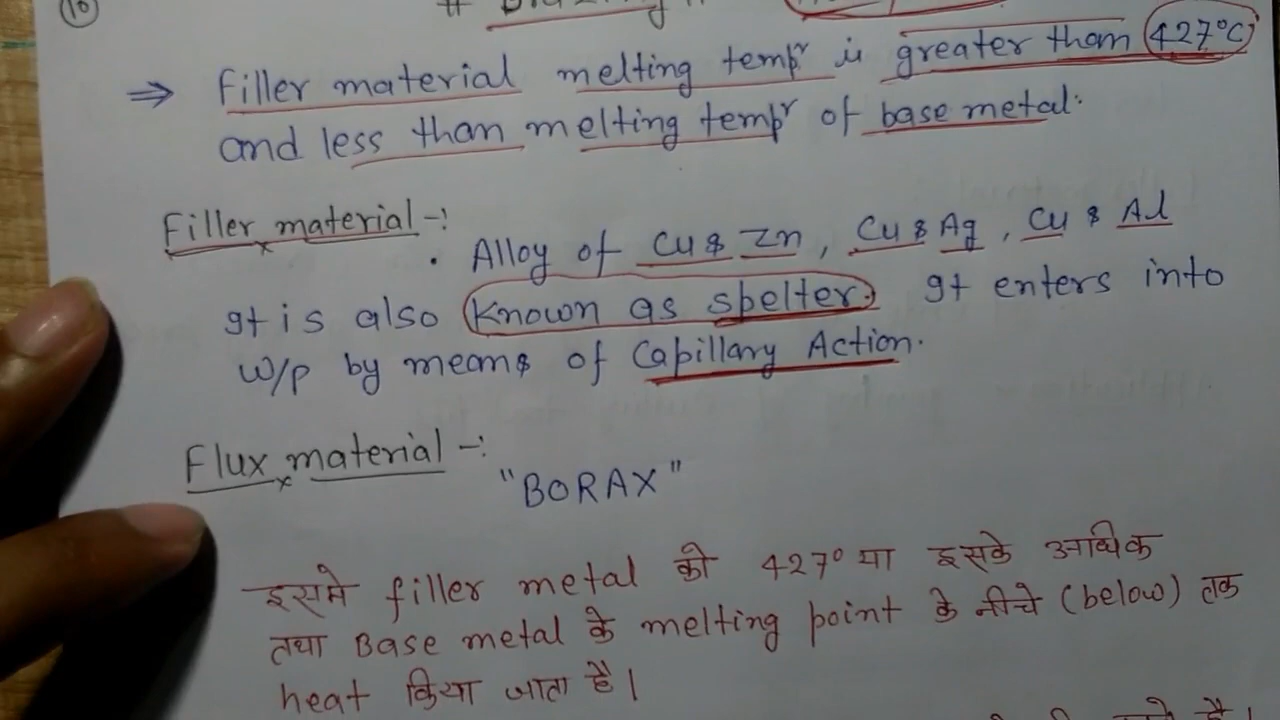 (10)
# Brazing #
⇒ filler material melting tempʳ is greater than 427°C
and less than melting tempʳ of base metal.
Filler material -:
. Alloy of Cu & Zn, Cu & Ag, Cu & Al
It is also known as spelter. It enters into
w/p by means of Capillary Action.
Flux material -:
"BORAX"
इसमे filler metal को 427° या इसके अधिक
तथा Base metal के melting point के नीचे (below) तक
heat किया जाता है।
है।